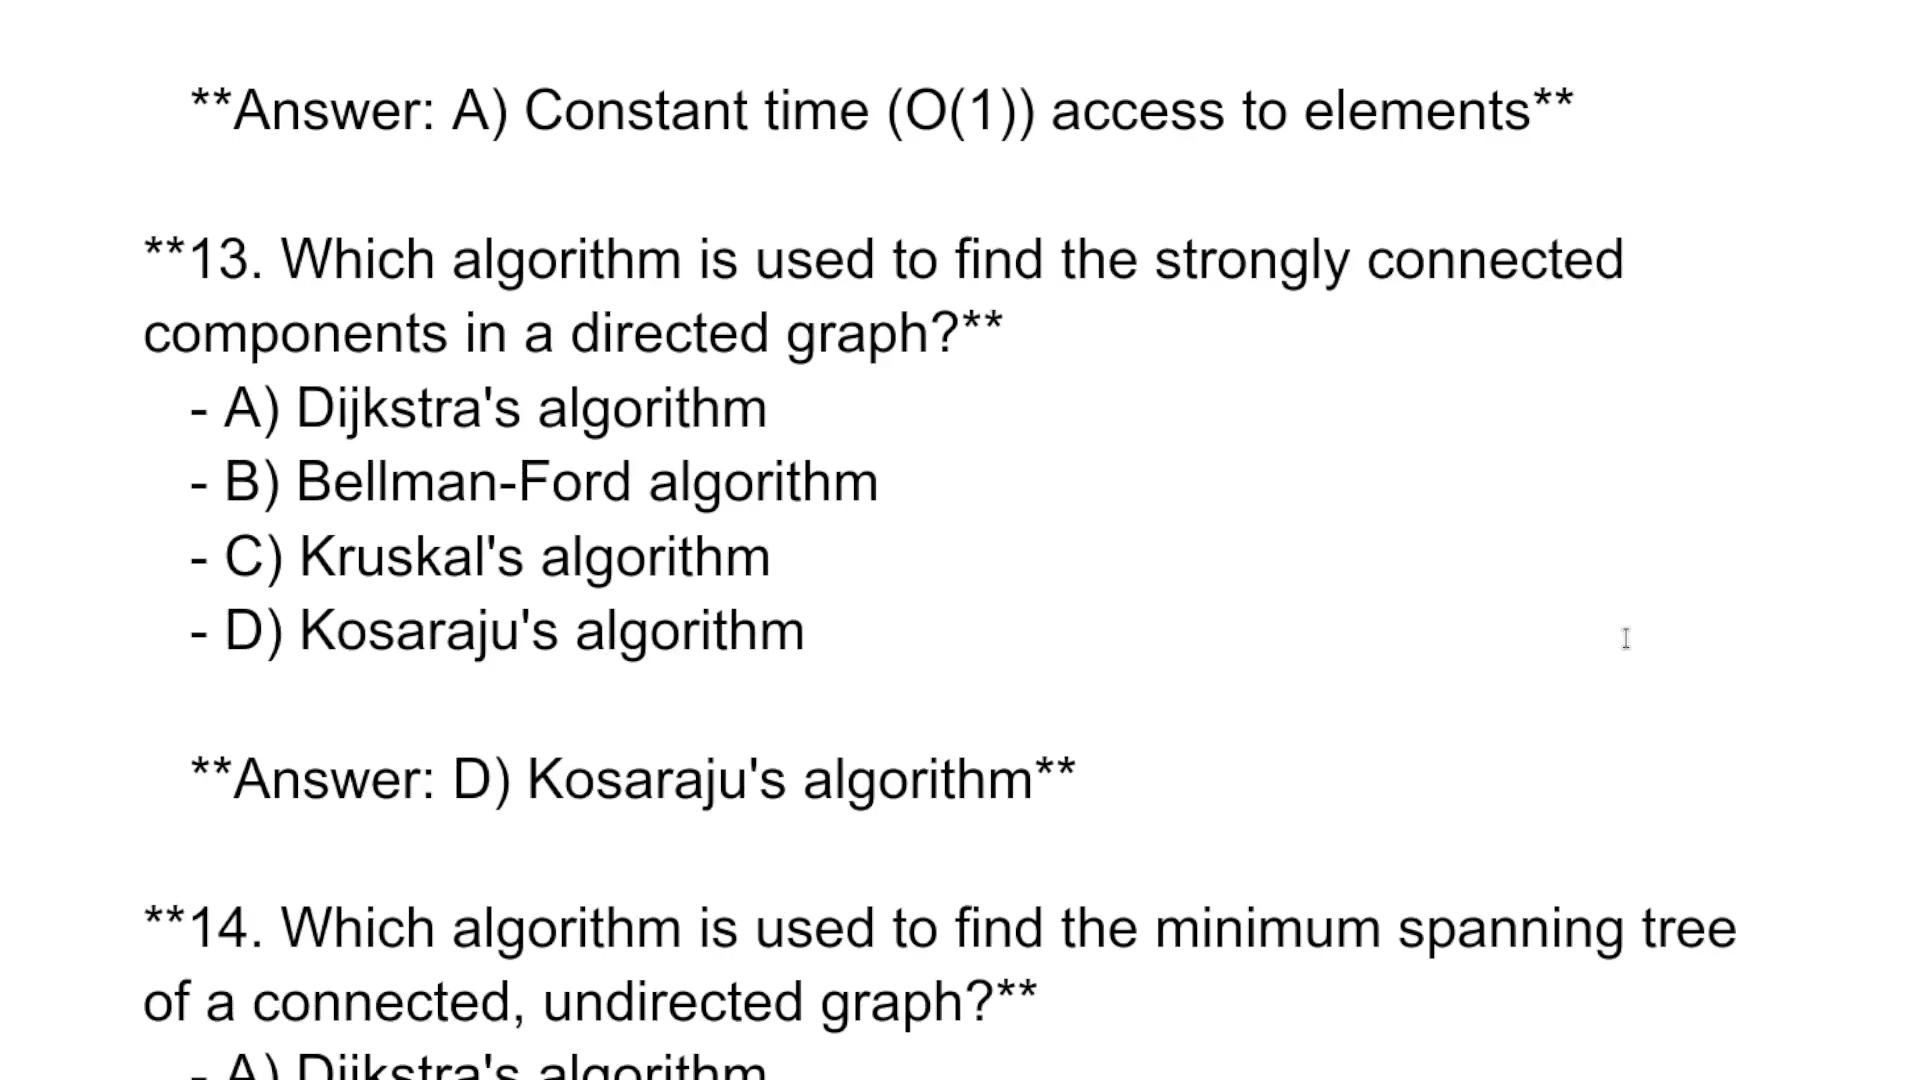 **Answer: A) Constant time (O(1)) access to elements**
**13. Which algorithm is used to find the strongly connected
components in a directed graph?**
- A) Dijkstra's algorithm
- B) Bellman-Ford algorithm
- C) Kruskal's algorithm
- D) Kosaraju's algorithm
**Answer: D) Kosaraju's algorithm**
**14. Which algorithm is used to find the minimum spanning tree
of a connected, undirected graph?**
- A) Dijkstra's algorithm